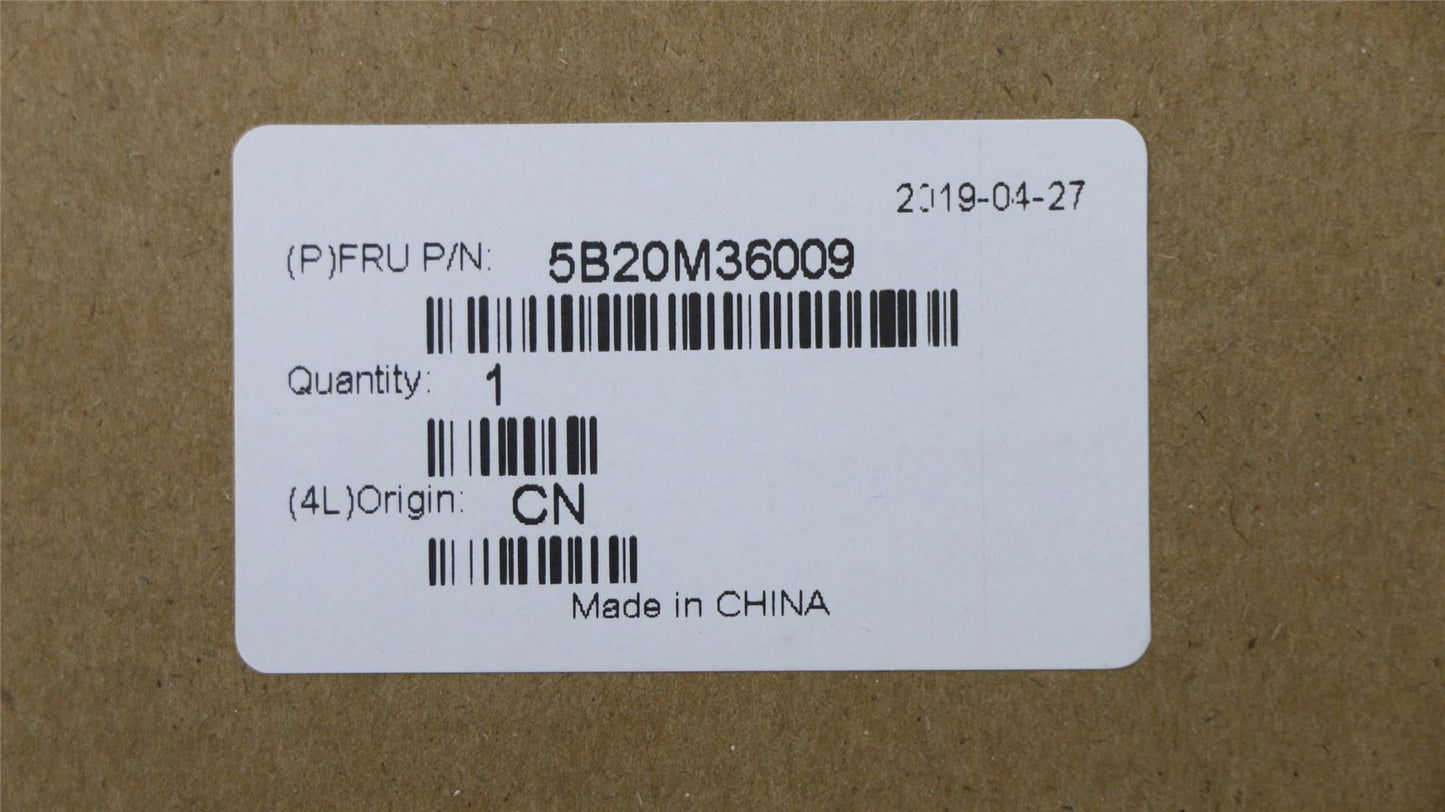 2019-04-27
(P)FRU P/N: 5B20M36009
Quantity: 1
(4L)Origin: CN
Made in CHINA